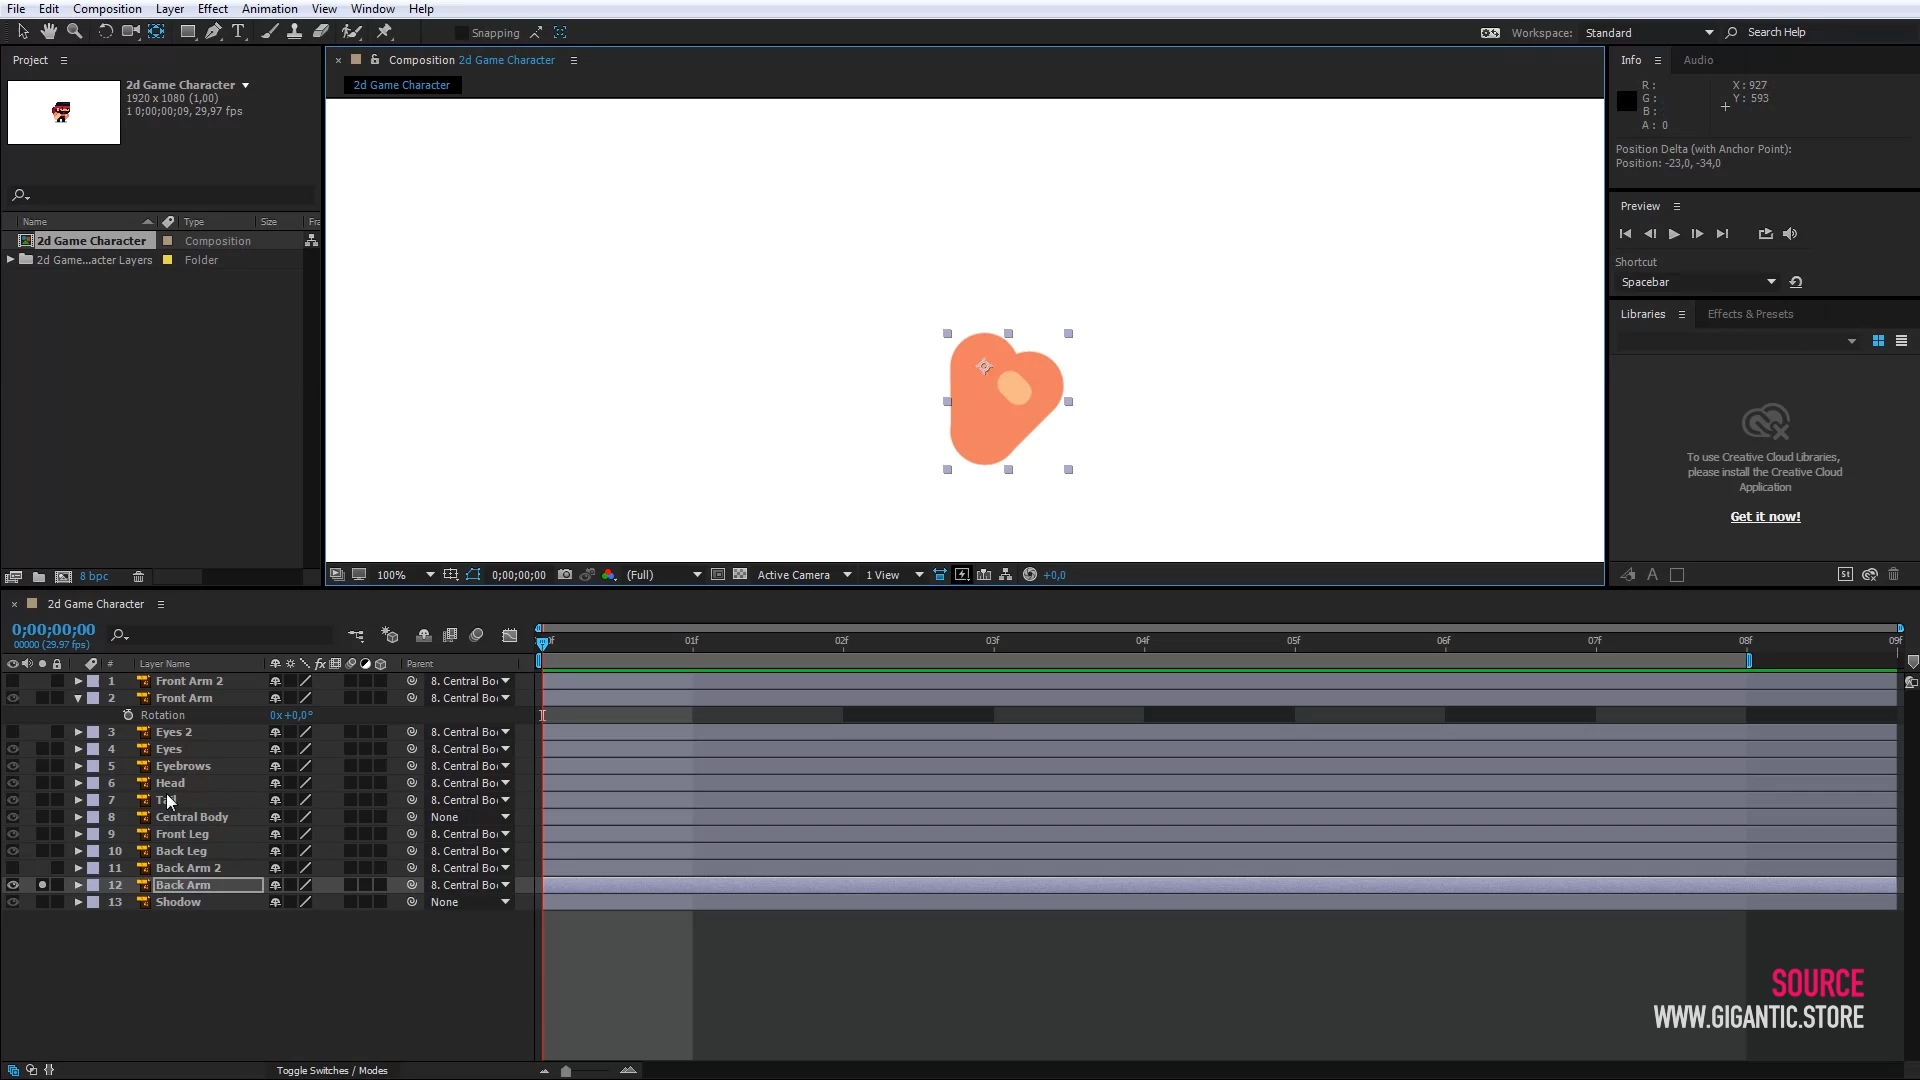 File Edit Composition Layer Effect Animation View Window Help
Snapping
Workspace: Standard
Search Help
Project
2d Game Character
1920 x 1080 (1,00)
1 0;00;00;09, 29,97 fps
Name Type Size
2d Game Character Composition
2d Game...acter Layers Folder
8 bpc
Composition 2d Game Character
2d Game Character
100% 0;00;00;00 (Full) Active Camera 1 View +0,0
Info Audio
R: X: 927
G: Y: 593
B:
A: 0
Position Delta (with Anchor Point):
Position: -23,0, -34,0
Preview
Shortcut
Spacebar
Libraries Effects & Presets
To use Creative Cloud Libraries,
please install the Creative Cloud
Application
Get it now!
2d Game Character
0;00;00;00
00000 (29.97 fps)
01f 02f 03f 04f 05f 06f 07f 08f 09f
# Layer Name Parent
1 Front Arm 2 8. Central Bo
2 Front Arm 8. Central Bo
Rotation 0x+0,0°
3 Eyes 2 8. Central Bo
4 Eyes 8. Central Bo
5 Eyebrows 8. Central Bo
6 Head 8. Central Bo
7 8. Central Bo
8 Central Body None
9 Front Leg 8. Central Bo
10 Back Leg 8. Central Bo
11 Back Arm 2 8. Central Bo
12 Back Arm 8. Central Bo
13 Shodow None
Toggle Switches / Modes
SOURCE
WWW.GIGANTIC.STORE